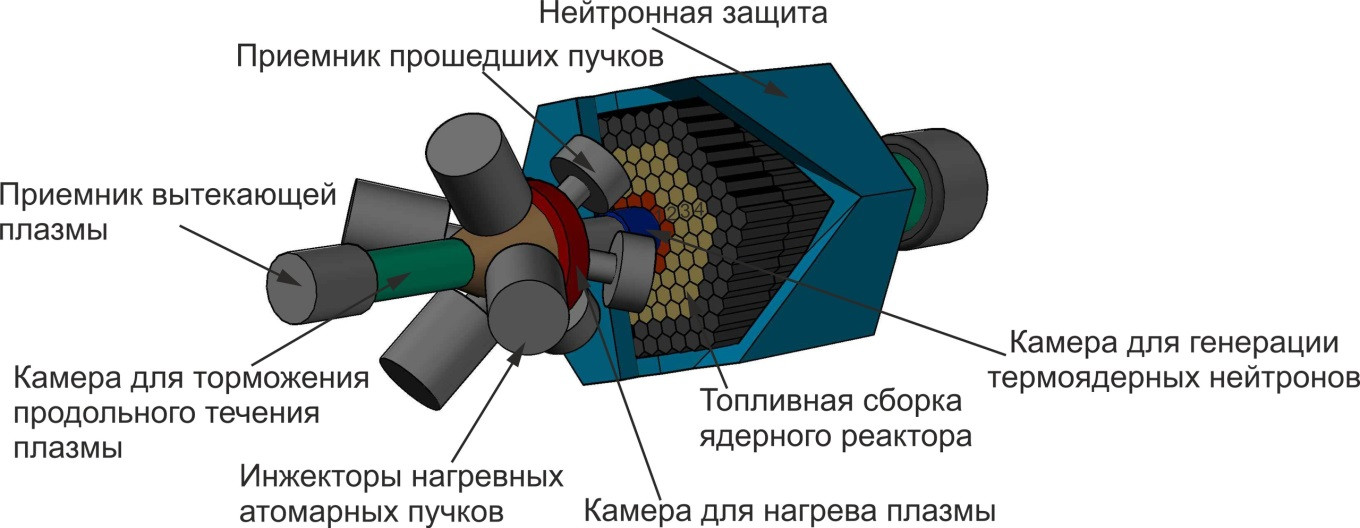 Нейтронная защита
Приемник прошедших пучков
Приемник вытекающей
плазмы
234
Камера для генерации
термоядерных нейтронов
Камера для торможения
продольного течения
плазмы
Топливная сборка
ядерного реактора
Инжекторы нагревных
атомарных пучков
Камера для нагрева плазмы